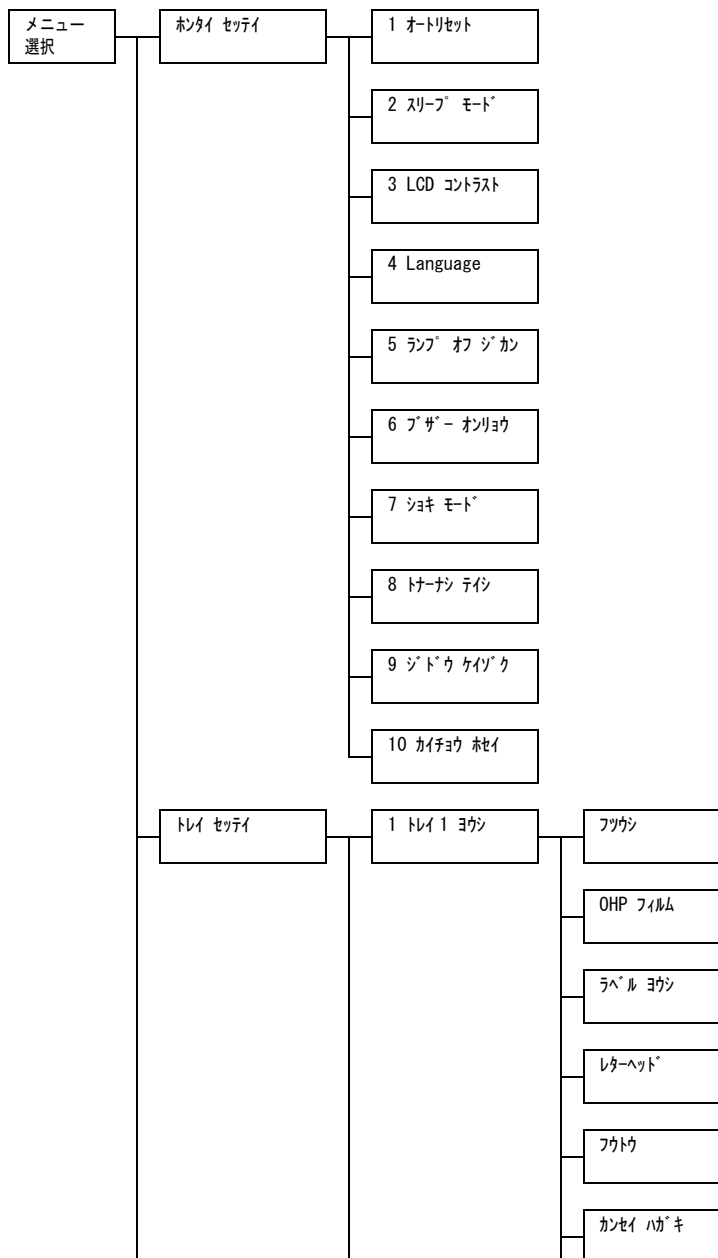 メニュー
選択
ﾎﾝﾀｲ ｾｯﾃｲ
1 ｵｰﾄﾘｾｯﾄ
2 ｽﾘｰﾌﾟ ﾓｰﾄﾞ
3 LCD ｺﾝﾄﾗｽﾄ
4 Language
5 ﾗﾝﾌﾟ ｵﾌ ｼﾞｶﾝ
6 ﾌﾞｻﾞｰ ｵﾝﾘｮｳ
7 ｼｮｷ ﾓｰﾄﾞ
8 ﾄﾅｰﾅｼ ﾃｲｼ
9 ｼﾞﾄﾞｳ ｹｲｿﾞｸ
10 ｶｲﾁｮｳ ﾎｾｲ
ﾄﾚｲ ｾｯﾃｲ
1 ﾄﾚｲ1 ﾖｳｼ
ﾌﾂｳｼ
OHP ﾌｨﾙﾑ
ﾗﾍﾞﾙ ﾖｳｼ
ﾚﾀｰﾍｯﾄﾞ
ﾌｳﾄｳ
ｶﾝｾｲ ﾊｶﾞｷ